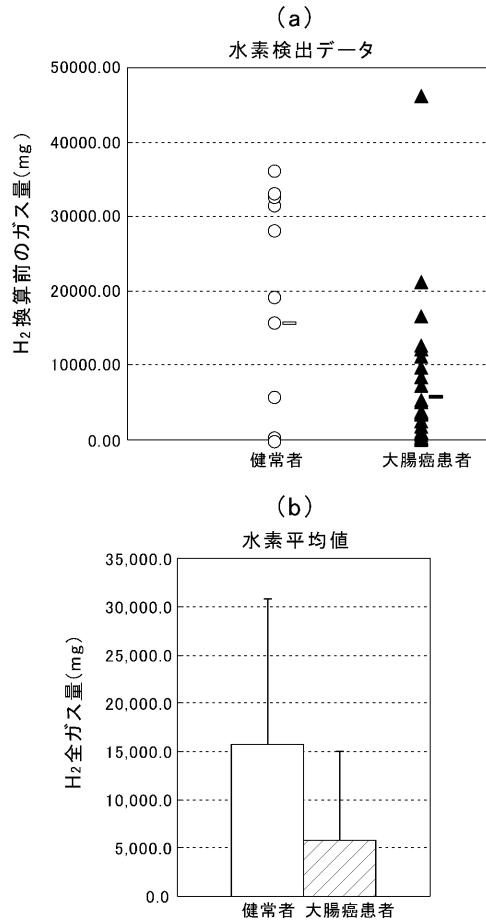 (a)
水素検出データ
H2換算前のガス量(mg)
50000.00
40000.00
30000.00
20000.00
10000.00
0.00
健常者 大腸癌患者
(b)
水素平均値
H2全ガス量(mg)
35,000.0
30,000.0
25,000.0
20,000.0
15,000.0
10,000.0
5,000.0
0.0
健常者 大腸癌患者